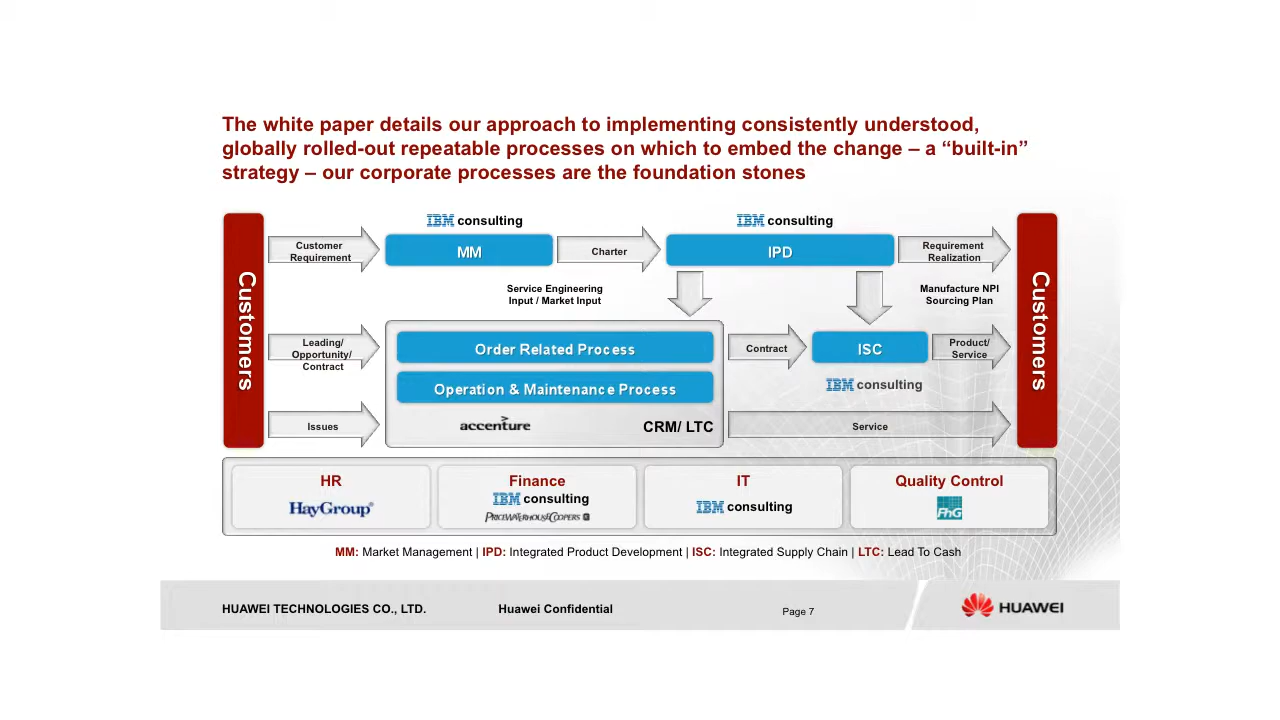 The white paper details our approach to implementing consistently understood,
globally rolled-out repeatable processes on which to embed the change – a “built-in”
strategy – our corporate processes are the foundation stones
Customers
IBM consulting
IBM consulting
Customers
Customer
Requirement
MM
Charter
IPD
Requirement
Realization
Service Engineering
Input / Market Input
Manufacture NPI
Sourcing Plan
Leading/
Opportunity/
Contract
Order Related Process
Contract
ISC
Product/
Service
Operation & Maintenance Process
IBM consulting
Issues
accenture
CRM/ LTC
Service
HR
HayGroup®
Finance
IBM consulting
PRICEWATERHOUSECOOPERS
IT
IBM consulting
Quality Control
FhG
MM: Market Management | IPD: Integrated Product Development | ISC: Integrated Supply Chain | LTC: Lead To Cash
HUAWEI TECHNOLOGIES CO., LTD.
Huawei Confidential
Page 7
HUAWEI